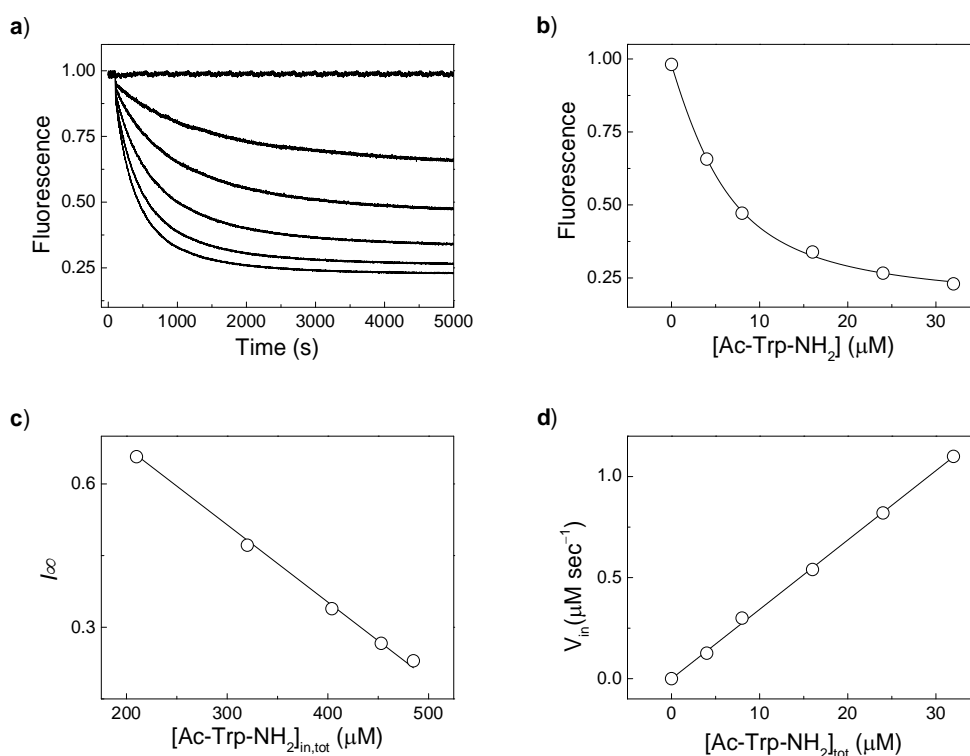 a)
1.00
0.75
0.50
0.25
Fluorescence
0 1000 2000 3000 4000 5000
Time (s)
b)
1.00
0.75
0.50
0.25
Fluorescence
0 10 20 30
[Ac-Trp-NH₂] (μM)
c)
0.6
0.3
I∞
200 300 400 500
[Ac-Trp-NH₂]in,tot (μM)
d)
1.0
0.5
0.0
Vin(μM sec⁻¹)
0 10 20 30
[Ac-Trp-NH₂]tot (μM)